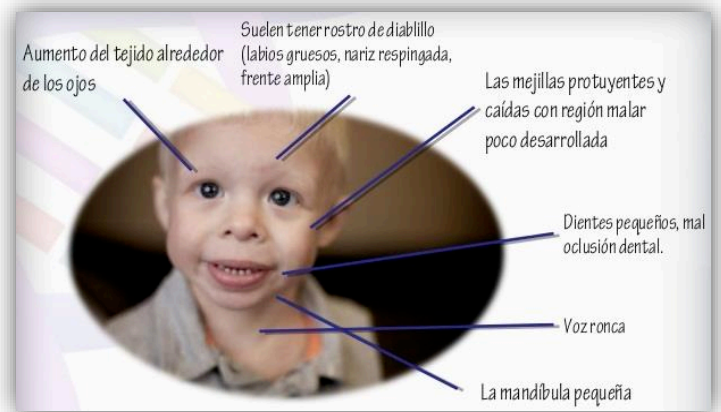 Aumento del tejido alrededor
de los ojos
Suelen tener rostro de diablillo
(labios gruesos, nariz respingada,
frente amplia)
Las mejillas protuyentes y
caídas con región malar
poco desarrollada
Dientes pequeños, mal
oclusión dental.
Voz ronca
La mandíbula pequeña